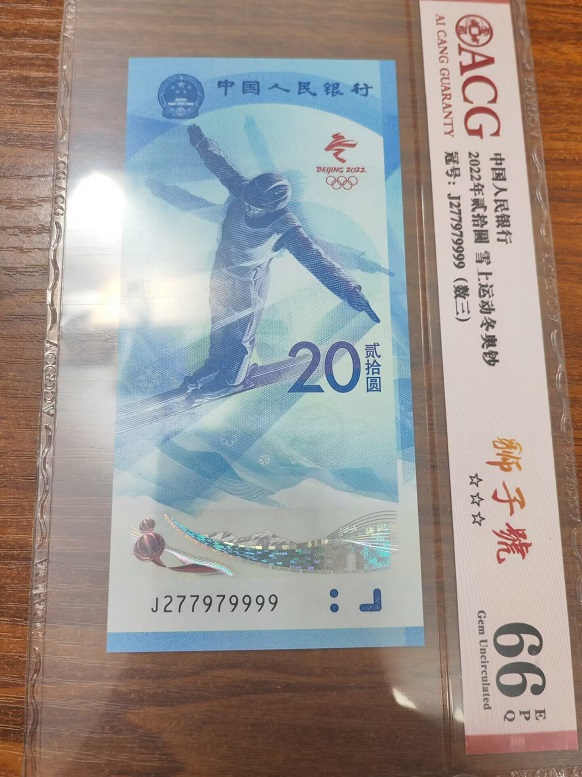 中国人民银行
BEIJING 2022
20
贰拾圆
J277979999
ACG
AI CANG GUARANTY
中国人民银行
2022年贰拾圆 雪上运动冬奥钞
冠号：J277979999（数三）
狮子號
☆☆☆
66
EPQ
Gem Uncirculated